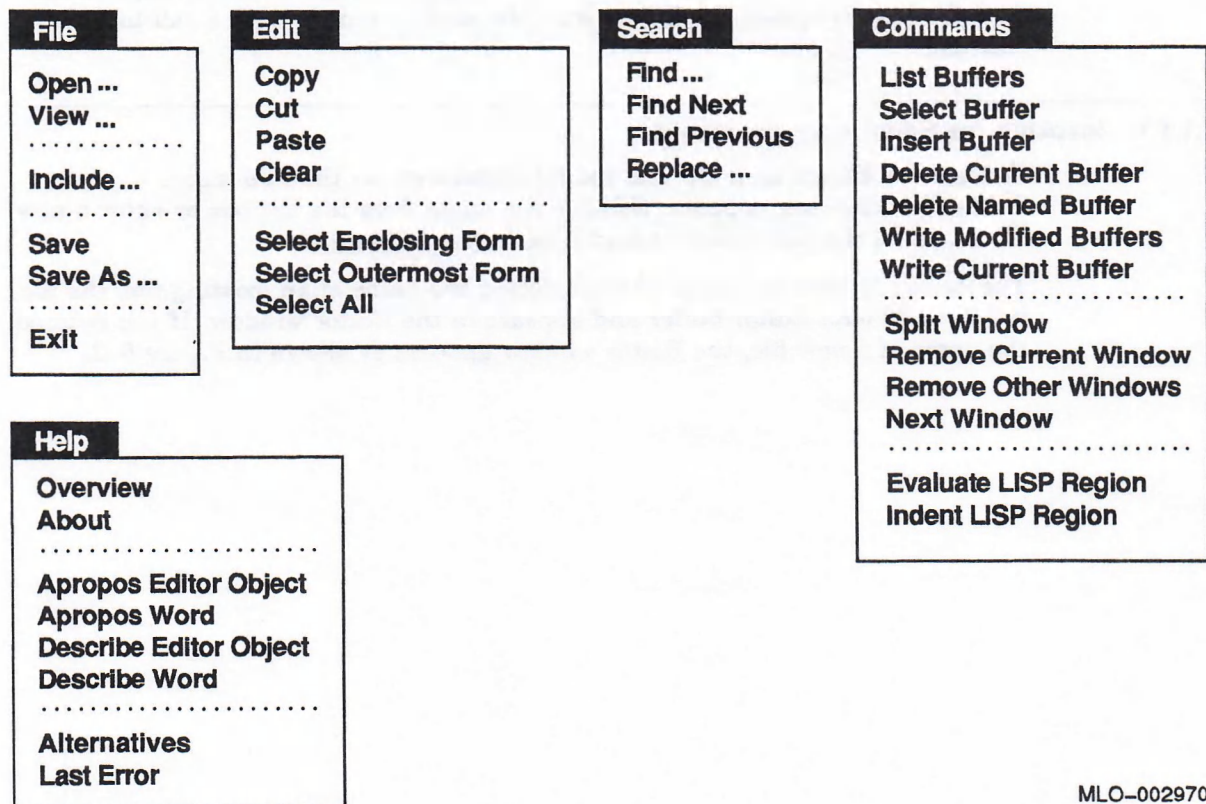 File
Open ...
View ...
Include ...
Save
Save As ...
Exit
Edit
Copy
Cut
Paste
Clear
Select Enclosing Form
Select Outermost Form
Select All
Search
Find ...
Find Next
Find Previous
Replace ...
Commands
List Buffers
Select Buffer
Insert Buffer
Delete Current Buffer
Delete Named Buffer
Write Modified Buffers
Write Current Buffer
Split Window
Remove Current Window
Remove Other Windows
Next Window
Evaluate LISP Region
Indent LISP Region
Help
Overview
About
Apropos Editor Object
Apropos Word
Describe Editor Object
Describe Word
Alternatives
Last Error
MLO–002970